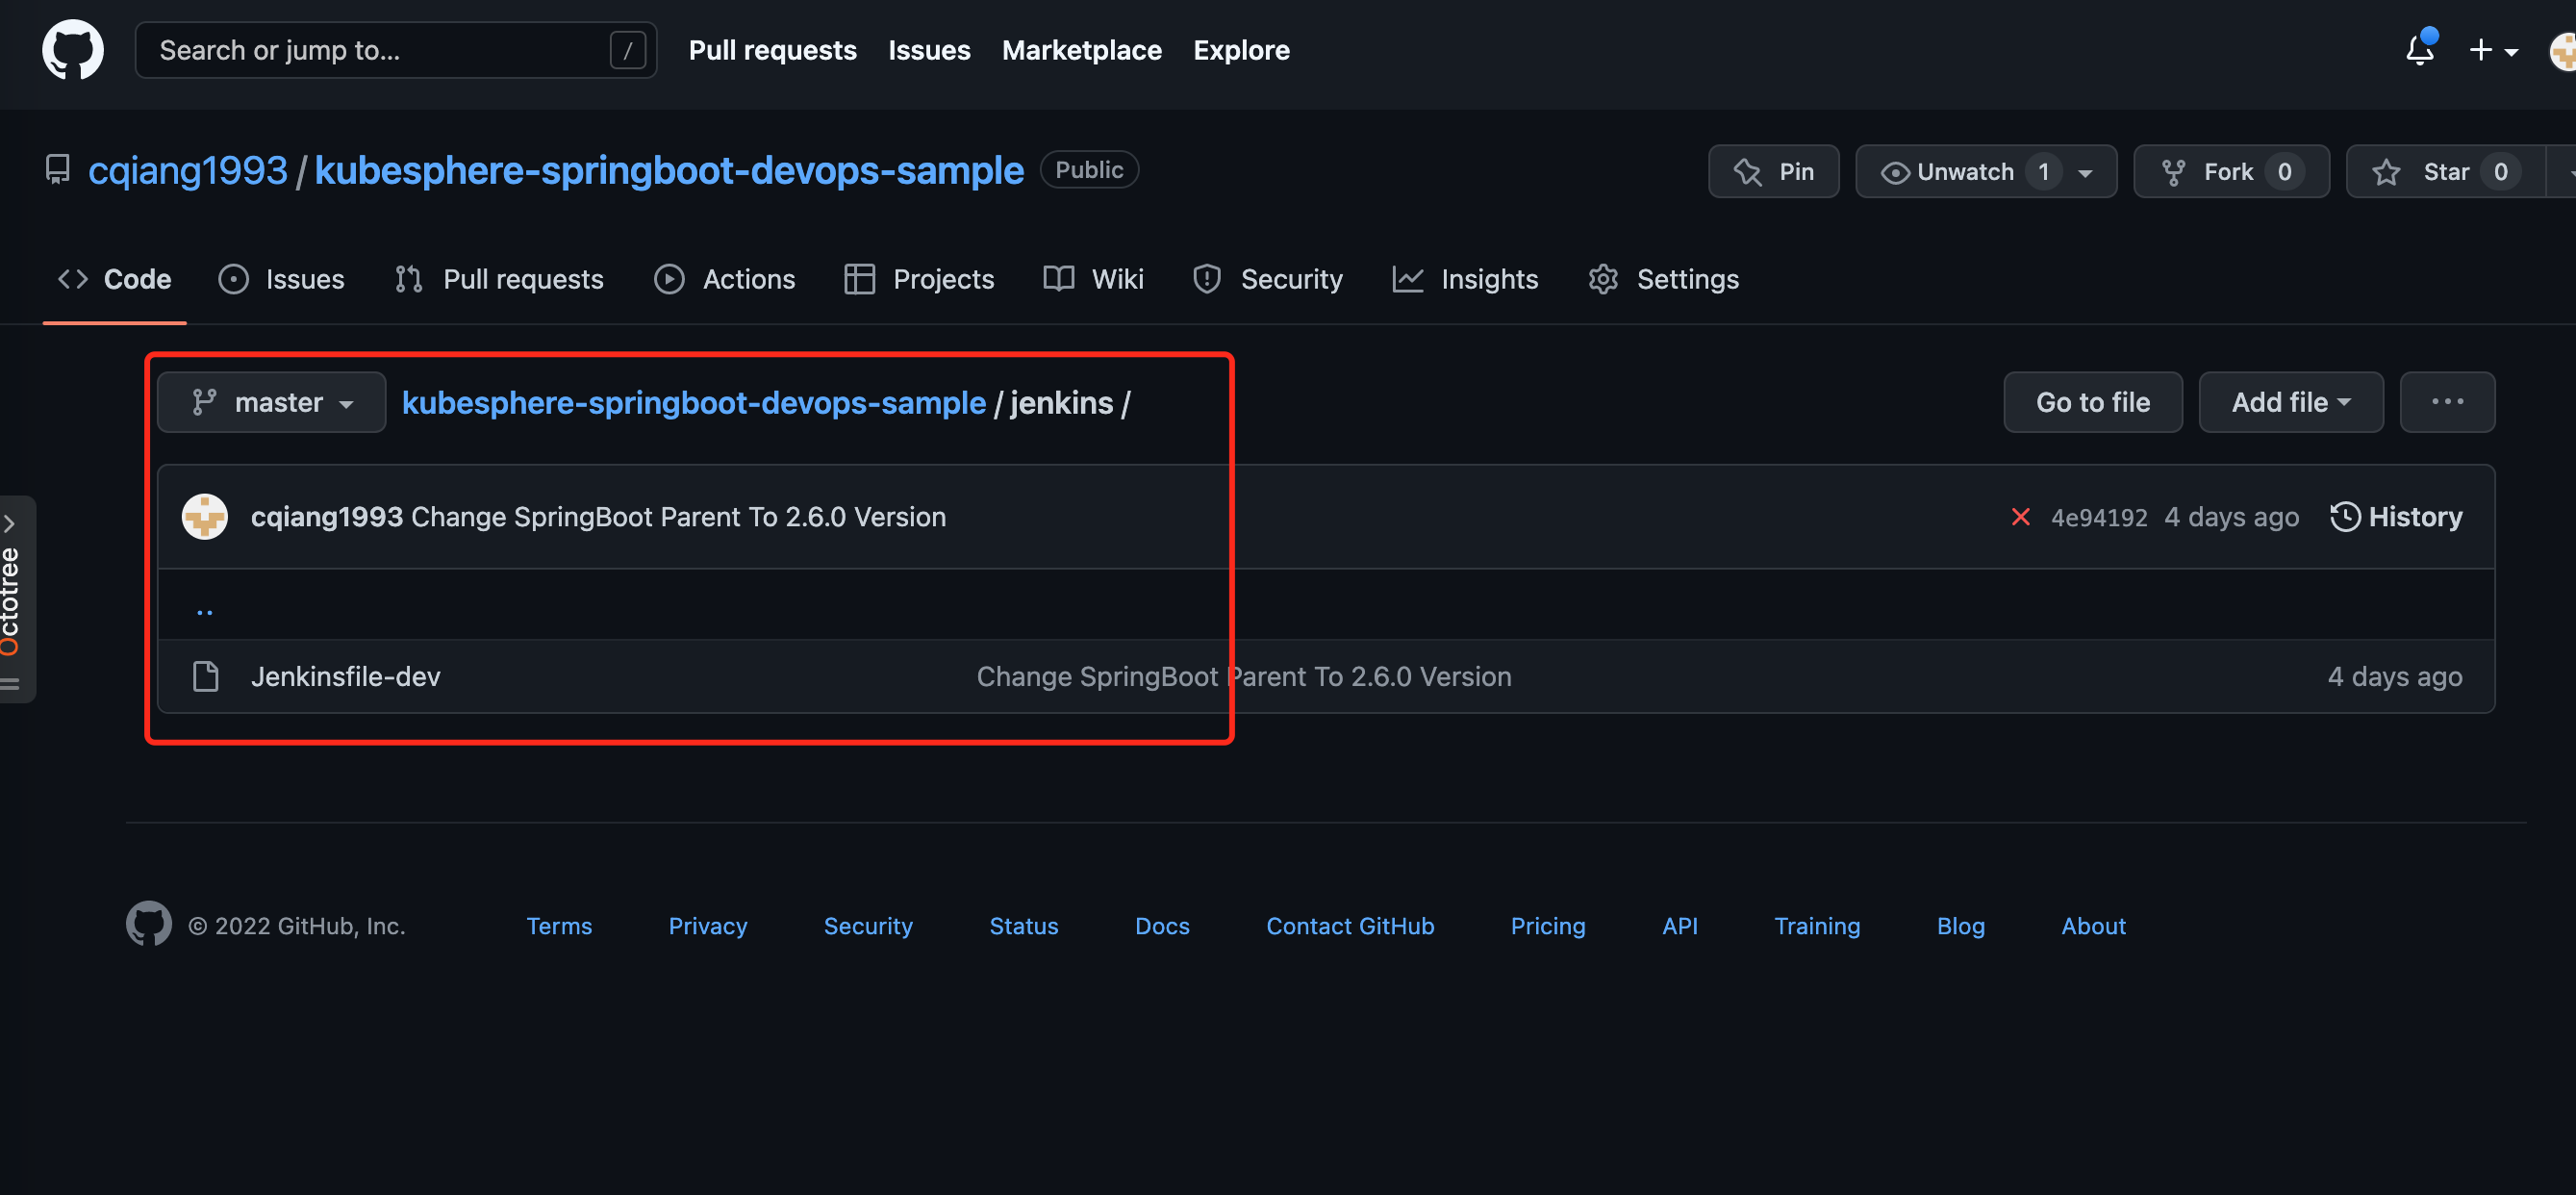 Search or jump to... / Pull requests Issues Marketplace Explore
cqiang1993 / kubesphere-springboot-devops-sample Public Pin Unwatch 1 Fork 0 Star 0
Code Issues Pull requests Actions Projects Wiki Security Insights Settings
master kubesphere-springboot-devops-sample / jenkins / Go to file Add file ...
cqiang1993 Change SpringBoot Parent To 2.6.0 Version 4e94192 4 days ago History
Octotree
..
Jenkinsfile-dev Change SpringBoot Parent To 2.6.0 Version 4 days ago
© 2022 GitHub, Inc. Terms Privacy Security Status Docs Contact GitHub Pricing API Training Blog About